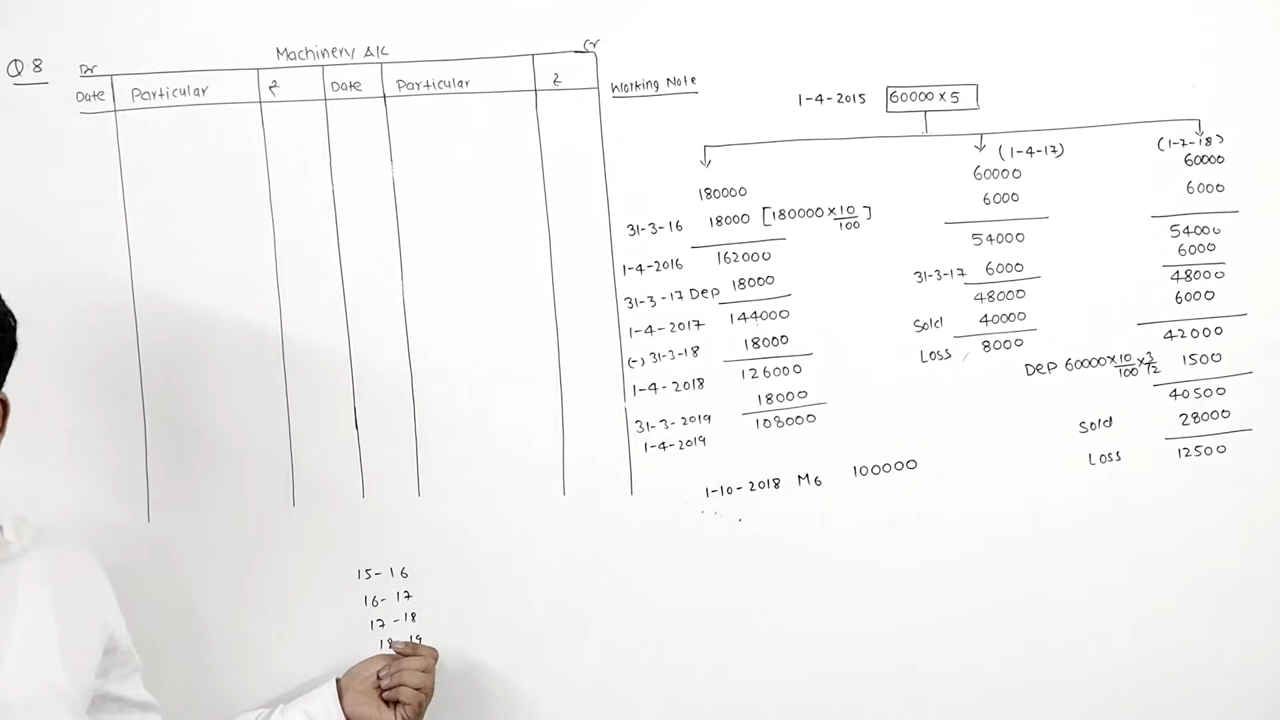 Q.8
Machinery A/c
Dr
Cr
Date Particular ₹ Date Particular ₹
Working Note
1-4-2015 60000 × 5
180000
31-3-16 18000 [180000 × 10/100]
1-4-2016 162000
31-3-17 Dep 18000
1-4-2017 144000
(-) 31-3-18 18000
1-4-2018 126000
31-3-2019 18000
1-4-2019 108000
(1-4-17)
60000
6000
54000
31-3-17 6000
48000
Sold 40000
Loss 8000
(1-7-18)
60000
6000
54000
6000
48000
6000
42000
Dep 60000 × 10/100 × 3/12 1500
40500
Sold 28000
Loss 12500
1-10-2018 M6 100000
15-16
16-17
17-18
18-19